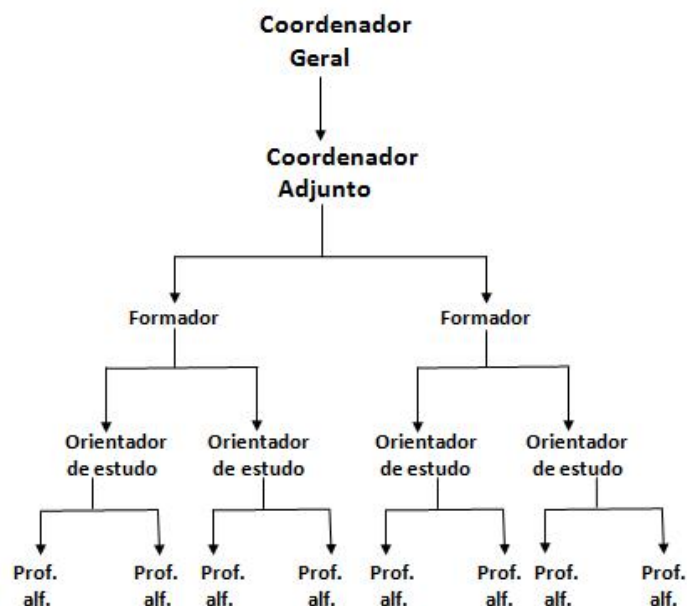 Coordenador
Geral
Coordenador
Adjunto
Formador
Formador
Orientador
de estudo
Orientador
de estudo
Orientador
de estudo
Orientador
de estudo
Prof.
alf.
Prof.
alf.
Prof.
alf.
Prof.
alf.
Prof.
alf.
Prof.
alf.
Prof.
alf.
Prof.
alf.